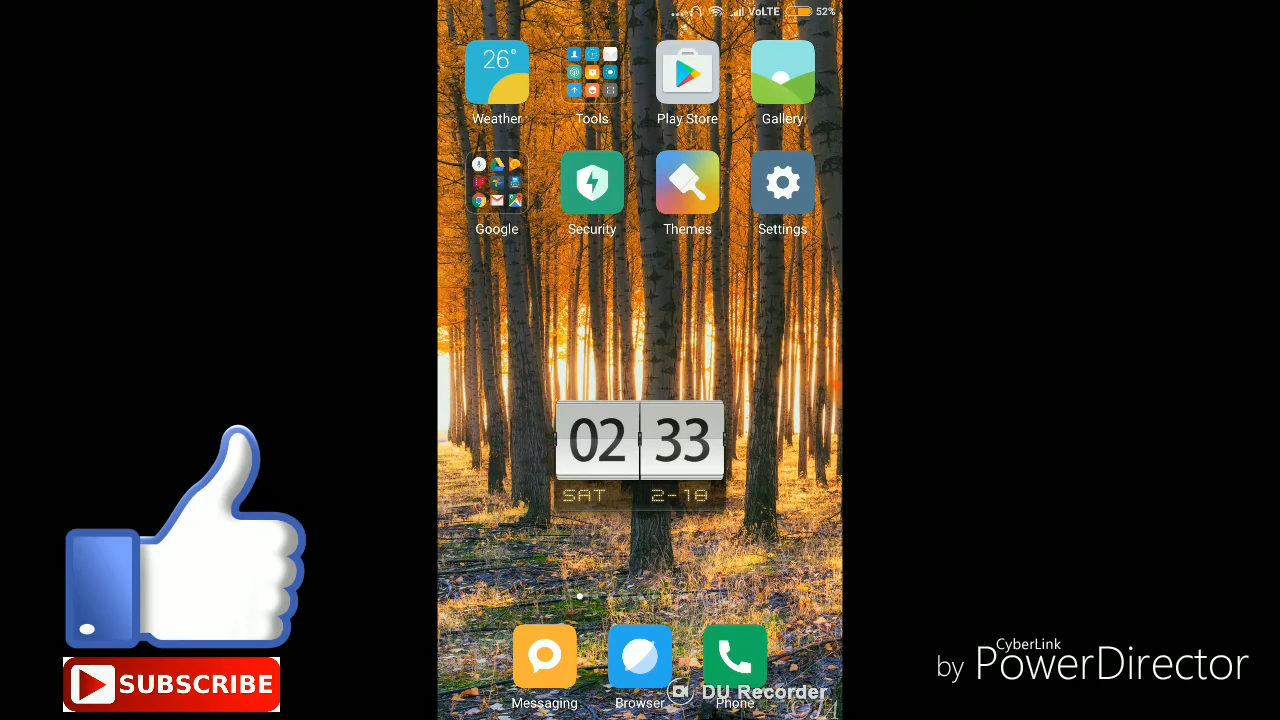 VoLTE 52%
26°
Weather Tools Play Store Gallery
Google Security Themes Settings
02 33
SAT 2-18
Messaging Browser Phone
DU Recorder
SUBSCRIBE
CyberLink
by PowerDirector